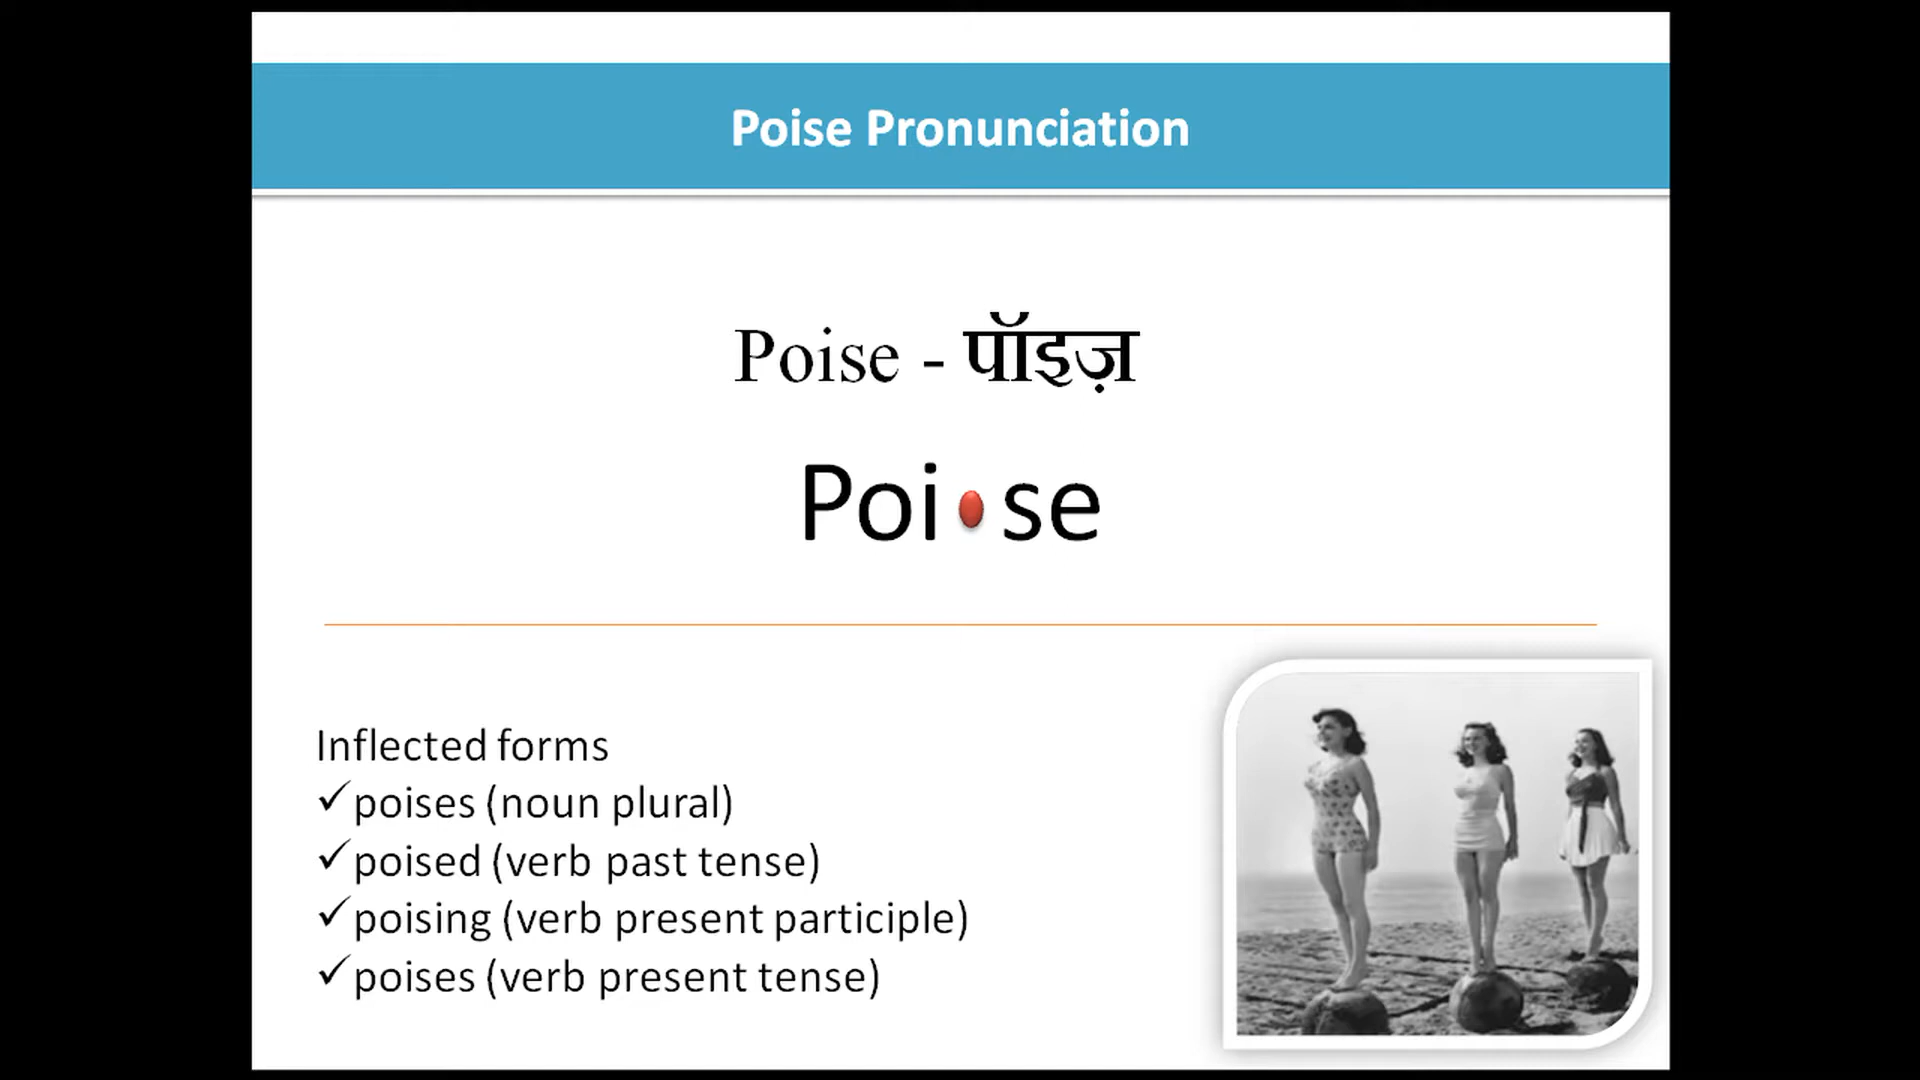 Poise Pronunciation
Poise - पॉइज़
Poi•se
Inflected forms
✓poises (noun plural)
✓poised (verb past tense)
✓poising (verb present participle)
✓poises (verb present tense)